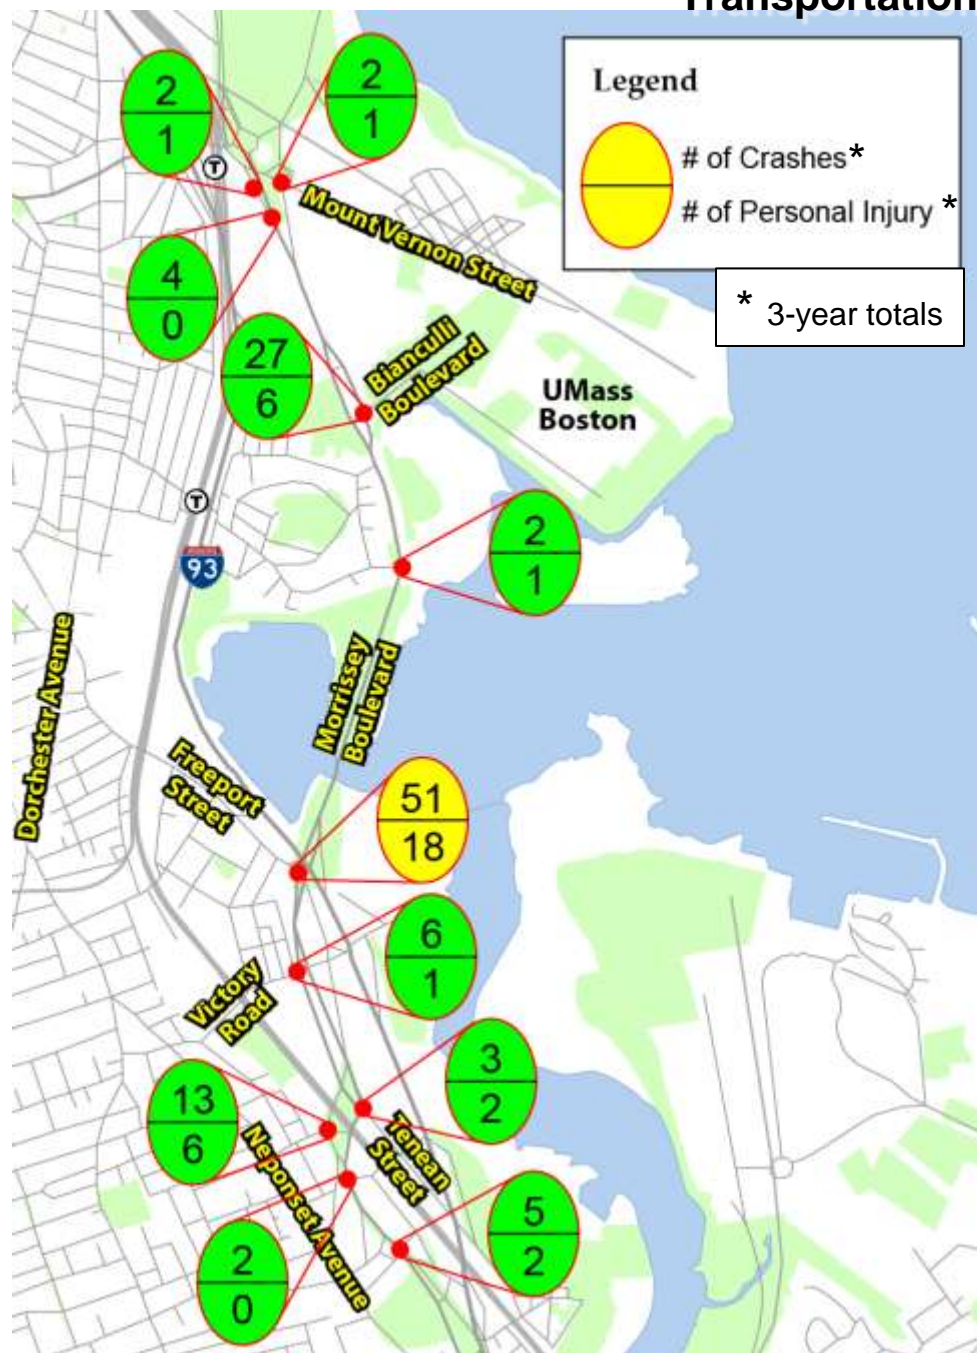 Transportation
Legend
# of Crashes*
# of Personal Injury *
* 3-year totals
2
1
2
1
T
Mount Vernon Street
4
0
27
6
Bianculli
Boulevard
UMass
Boston
T
93
2
1
Dorchester Avenue
Morrissey
Boulevard
Freeport
Street
51
18
6
1
Victory
Road
3
2
13
6
Tenean
Street
Neponset Avenue
5
2
2
0